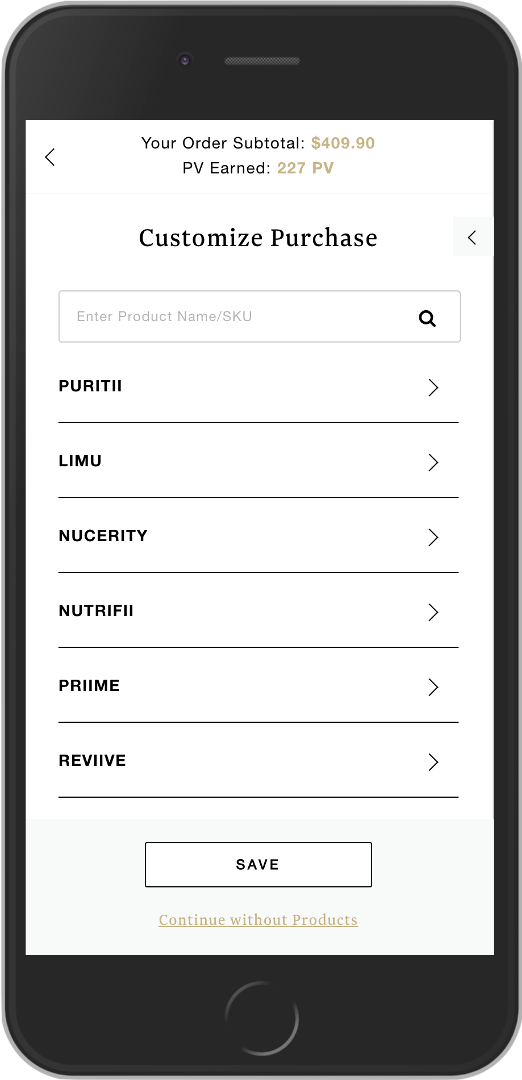 Your Order Subtotal: $409.90
PV Earned: 227 PV
Customize Purchase
Enter Product Name/SKU
PURITII
LIMU
NUCERITY
NUTRIFII
PRIIME
REVIIVE
SAVE
Continue without Products